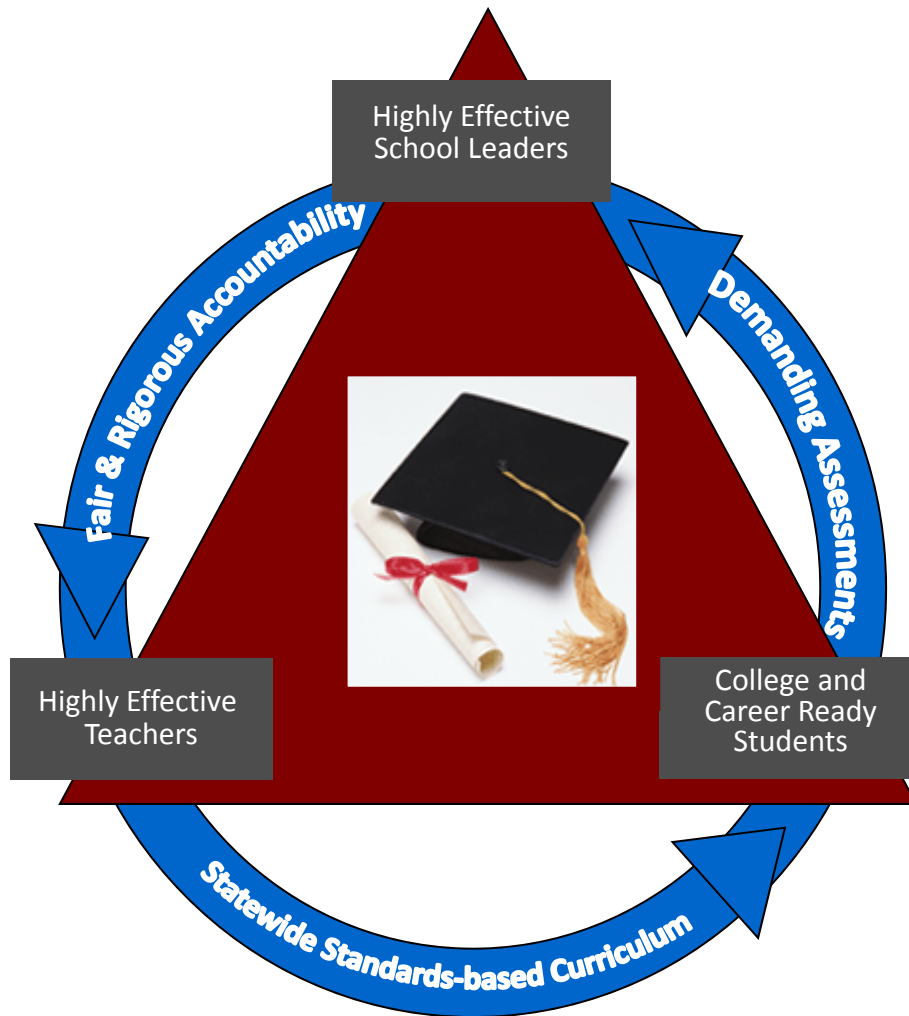 Highly Effective
School Leaders
Fair & Rigorous Accountability
Demanding Assessments
Highly Effective
Teachers
College and
Career Ready
Students
Statewide Standards-based Curriculum